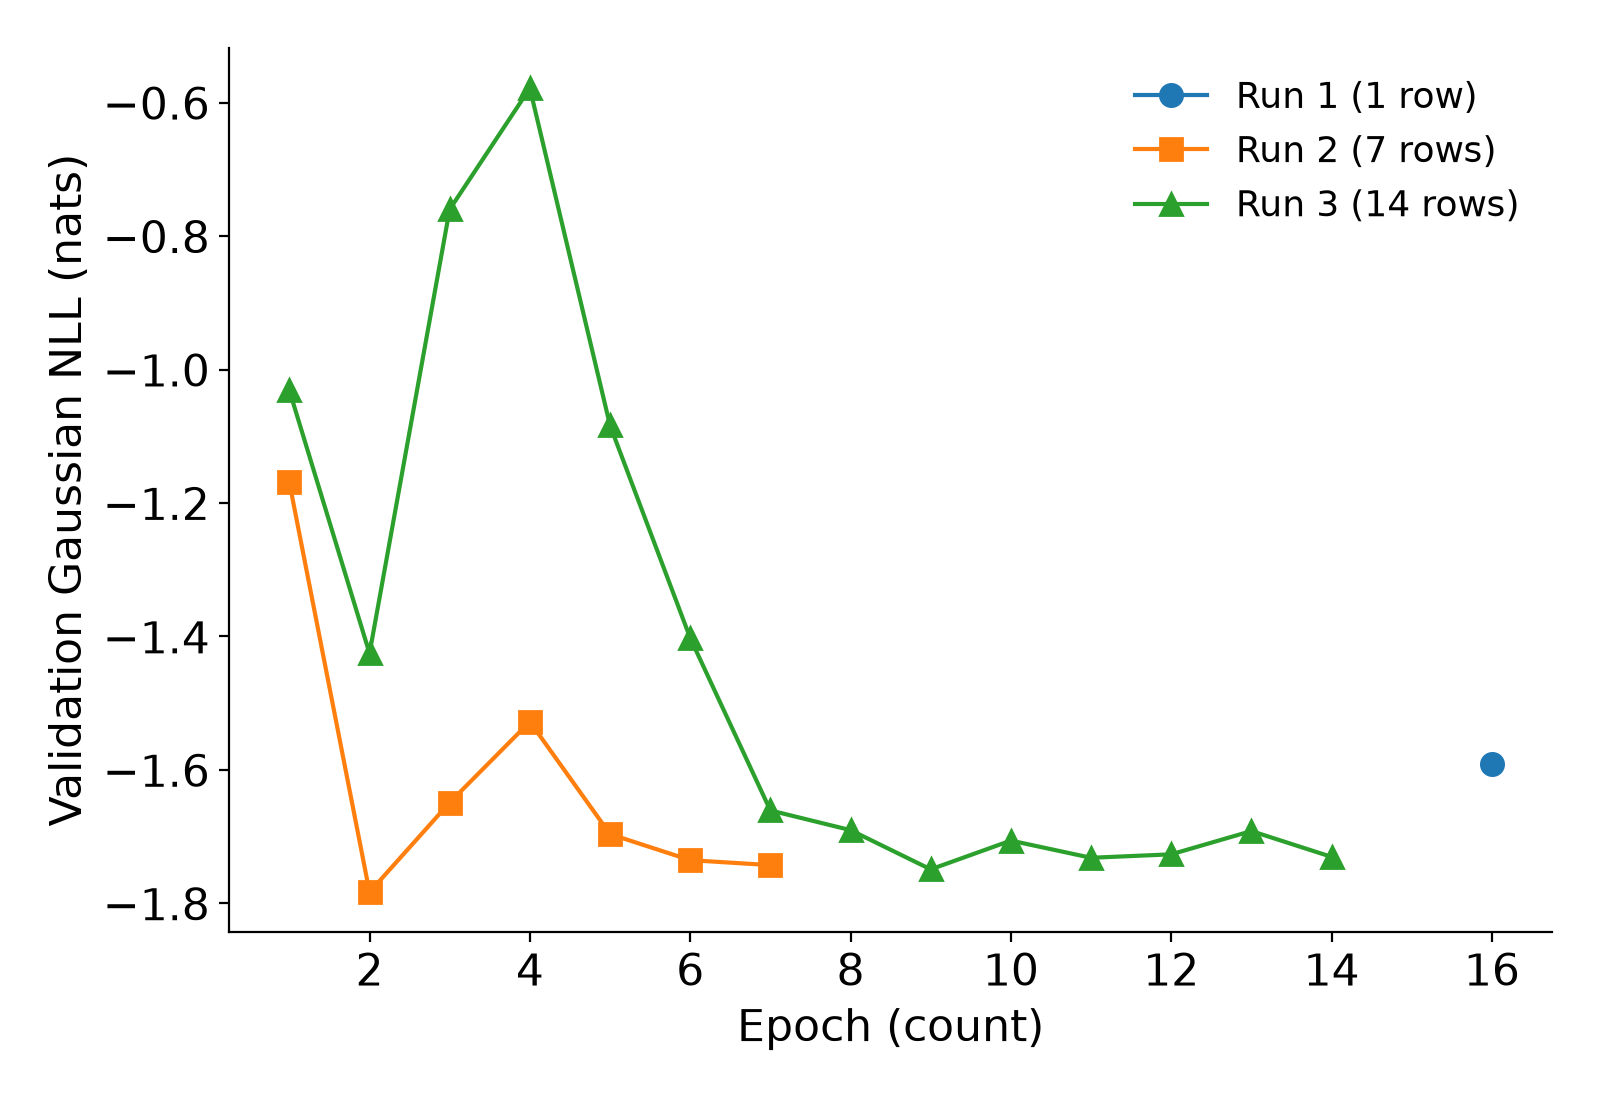 Validation Gaussian NLL (nats)
−0.6
−0.8
−1.0
−1.2
−1.4
−1.6
−1.8
Run 1 (1 row)
Run 2 (7 rows)
Run 3 (14 rows)
2 4 6 8 10 12 14 16
Epoch (count)